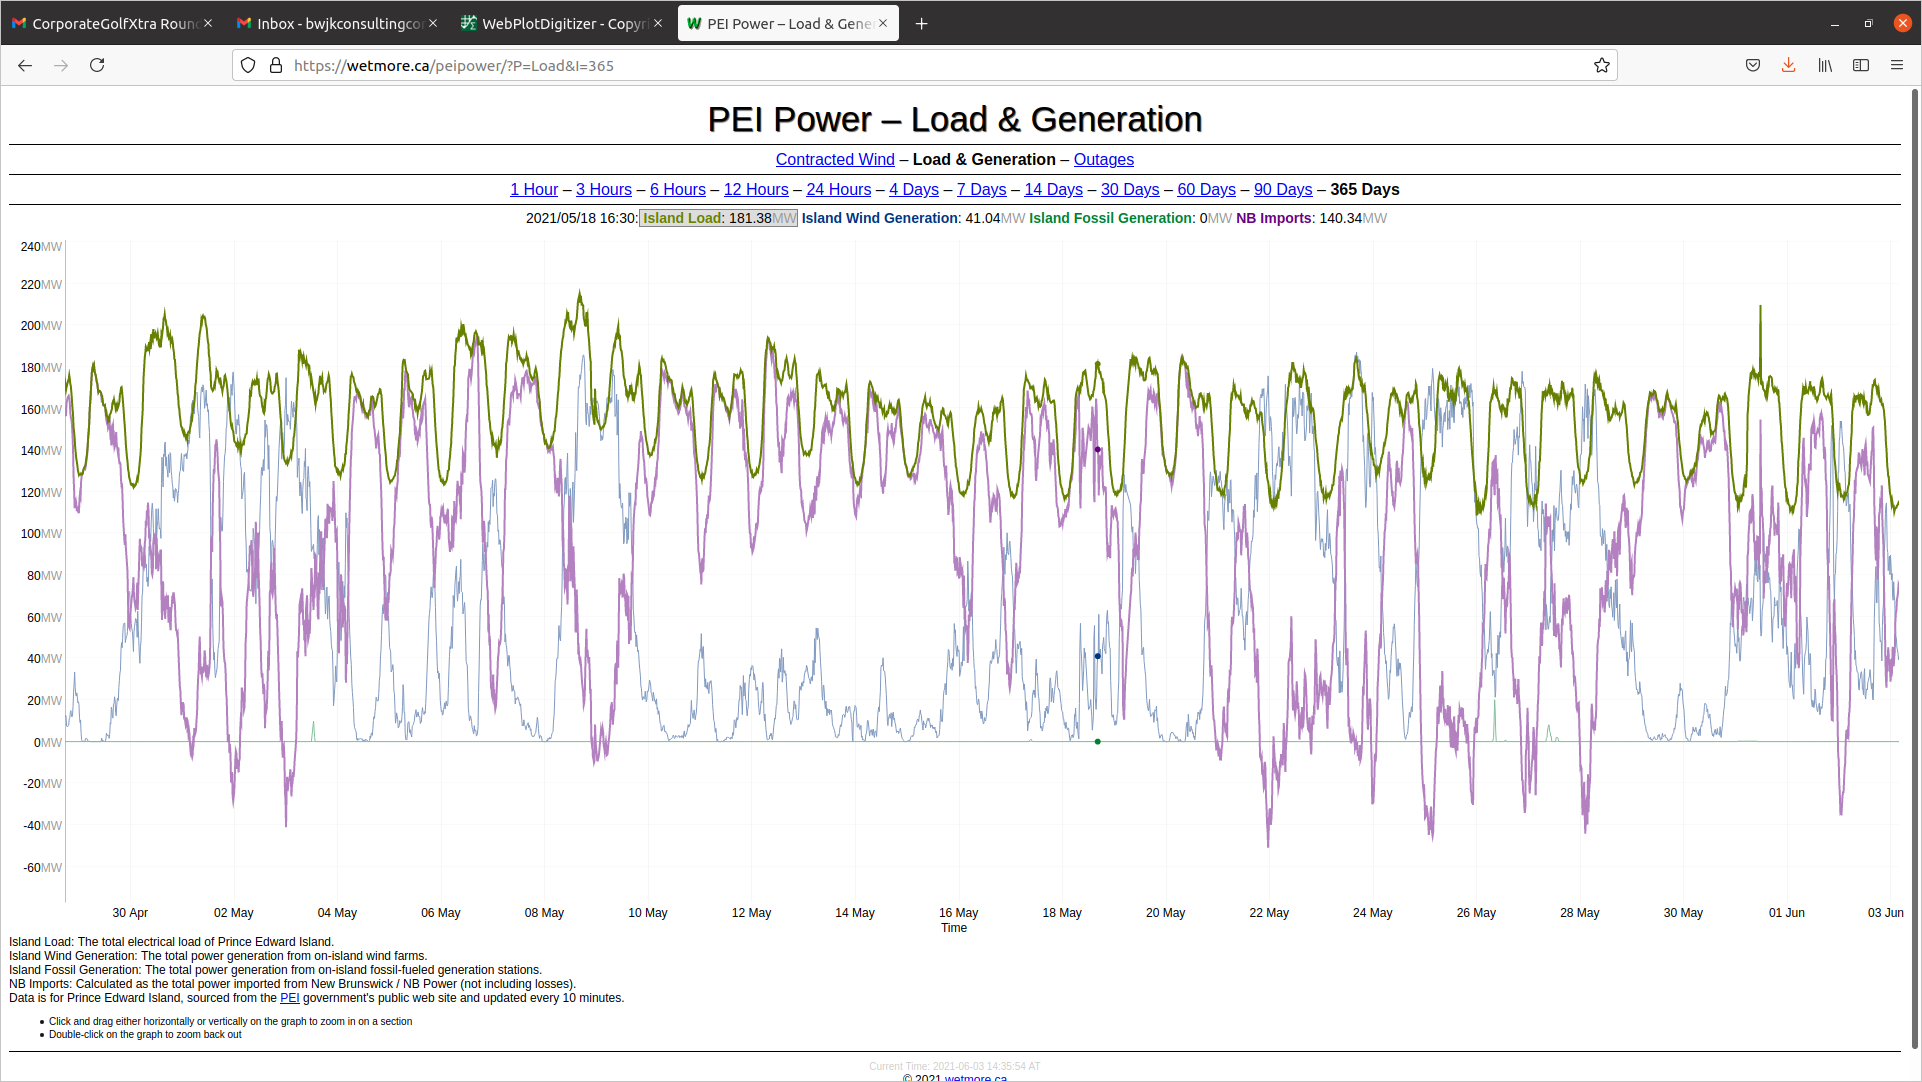 CorporateGolfXtra Roun
Inbox - bwjkconsultingco
WebPlotDigitizer - Copyri
PEI Power – Load & Gene
https://wetmore.ca/peipower/?P=Load&I=365
PEI Power – Load & Generation
Contracted Wind – Load & Generation – Outages
1 Hour – 3 Hours – 6 Hours – 12 Hours – 24 Hours – 4 Days – 7 Days – 14 Days – 30 Days – 60 Days – 90 Days – 365 Days
2021/05/18 16:30: Island Load: 181.38MW Island Wind Generation: 41.04MW Island Fossil Generation: 0MW NB Imports: 140.34MW
240MW
220MW
200MW
180MW
160MW
140MW
120MW
100MW
80MW
60MW
40MW
20MW
0MW
-20MW
-40MW
-60MW
30 Apr 02 May 04 May 06 May 08 May 10 May 12 May 14 May 16 May 18 May 20 May 22 May 24 May 26 May 28 May 30 May 01 Jun 03 Jun
Time
Island Load: The total electrical load of Prince Edward Island.
Island Wind Generation: The total power generation from on-island wind farms.
Island Fossil Generation: The total power generation from on-island fossil-fueled generation stations.
NB Imports: Calculated as the total power imported from New Brunswick / NB Power (not including losses).
Data is for Prince Edward Island, sourced from the PEI government's public web site and updated every 10 minutes.
• Click and drag either horizontally or vertically on the graph to zoom in on a section
• Double-click on the graph to zoom back out
Current Time: 2021-06-03 14:35:54 AT
© 2021 wetmore.ca